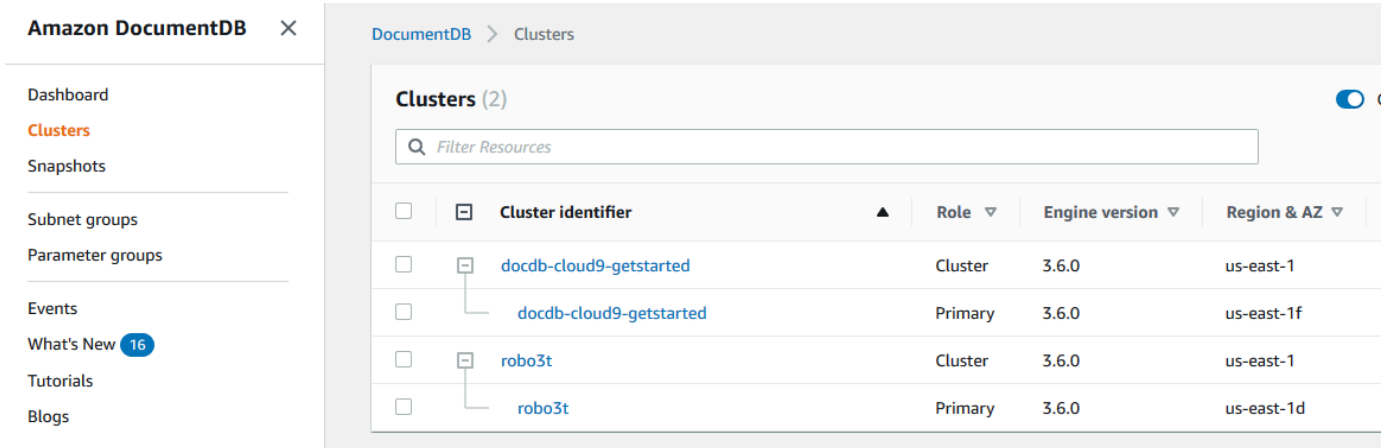 Amazon DocumentDB
Dashboard
Clusters
Snapshots
Subnet groups
Parameter groups
Events
What's New 16
Tutorials
Blogs
DocumentDB > Clusters
Clusters (2)
Filter Resources
Cluster identifier Role Engine version Region & AZ
docdb-cloud9-getstarted Cluster 3.6.0 us-east-1
docdb-cloud9-getstarted Primary 3.6.0 us-east-1f
robo3t Cluster 3.6.0 us-east-1
robo3t Primary 3.6.0 us-east-1d